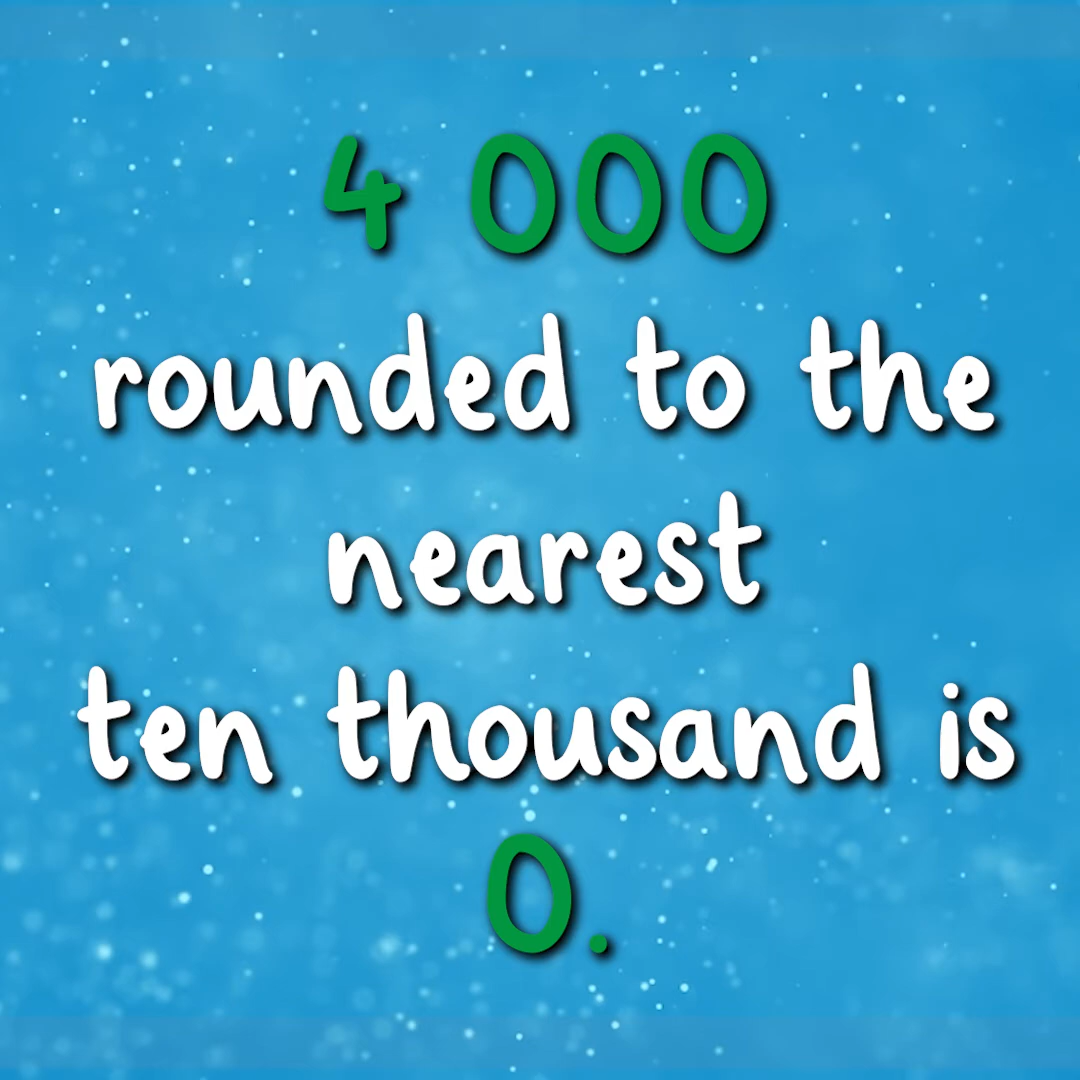 4 000
rounded to the
nearest
ten thousand is
0.